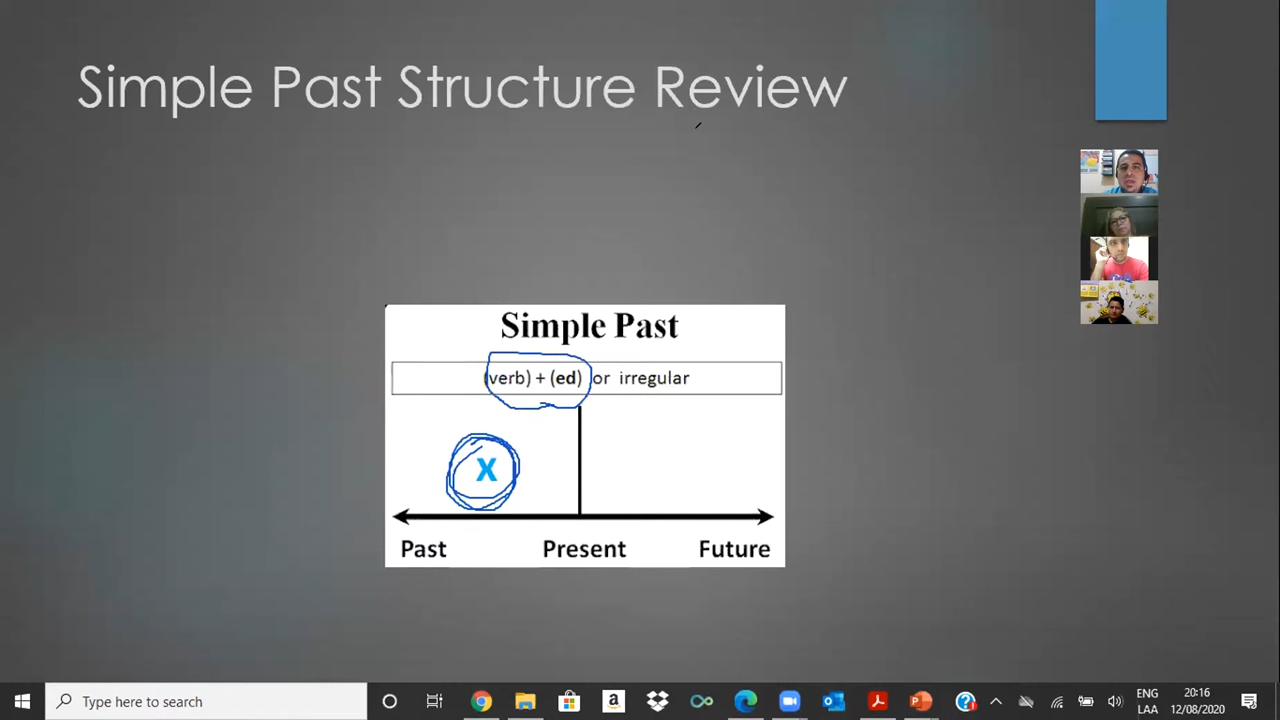 Simple Past Structure Review
Simple Past
(verb) + (ed) or irregular
X
Past Present Future
Type here to search
ENG
LAA
20:16
12/08/2020